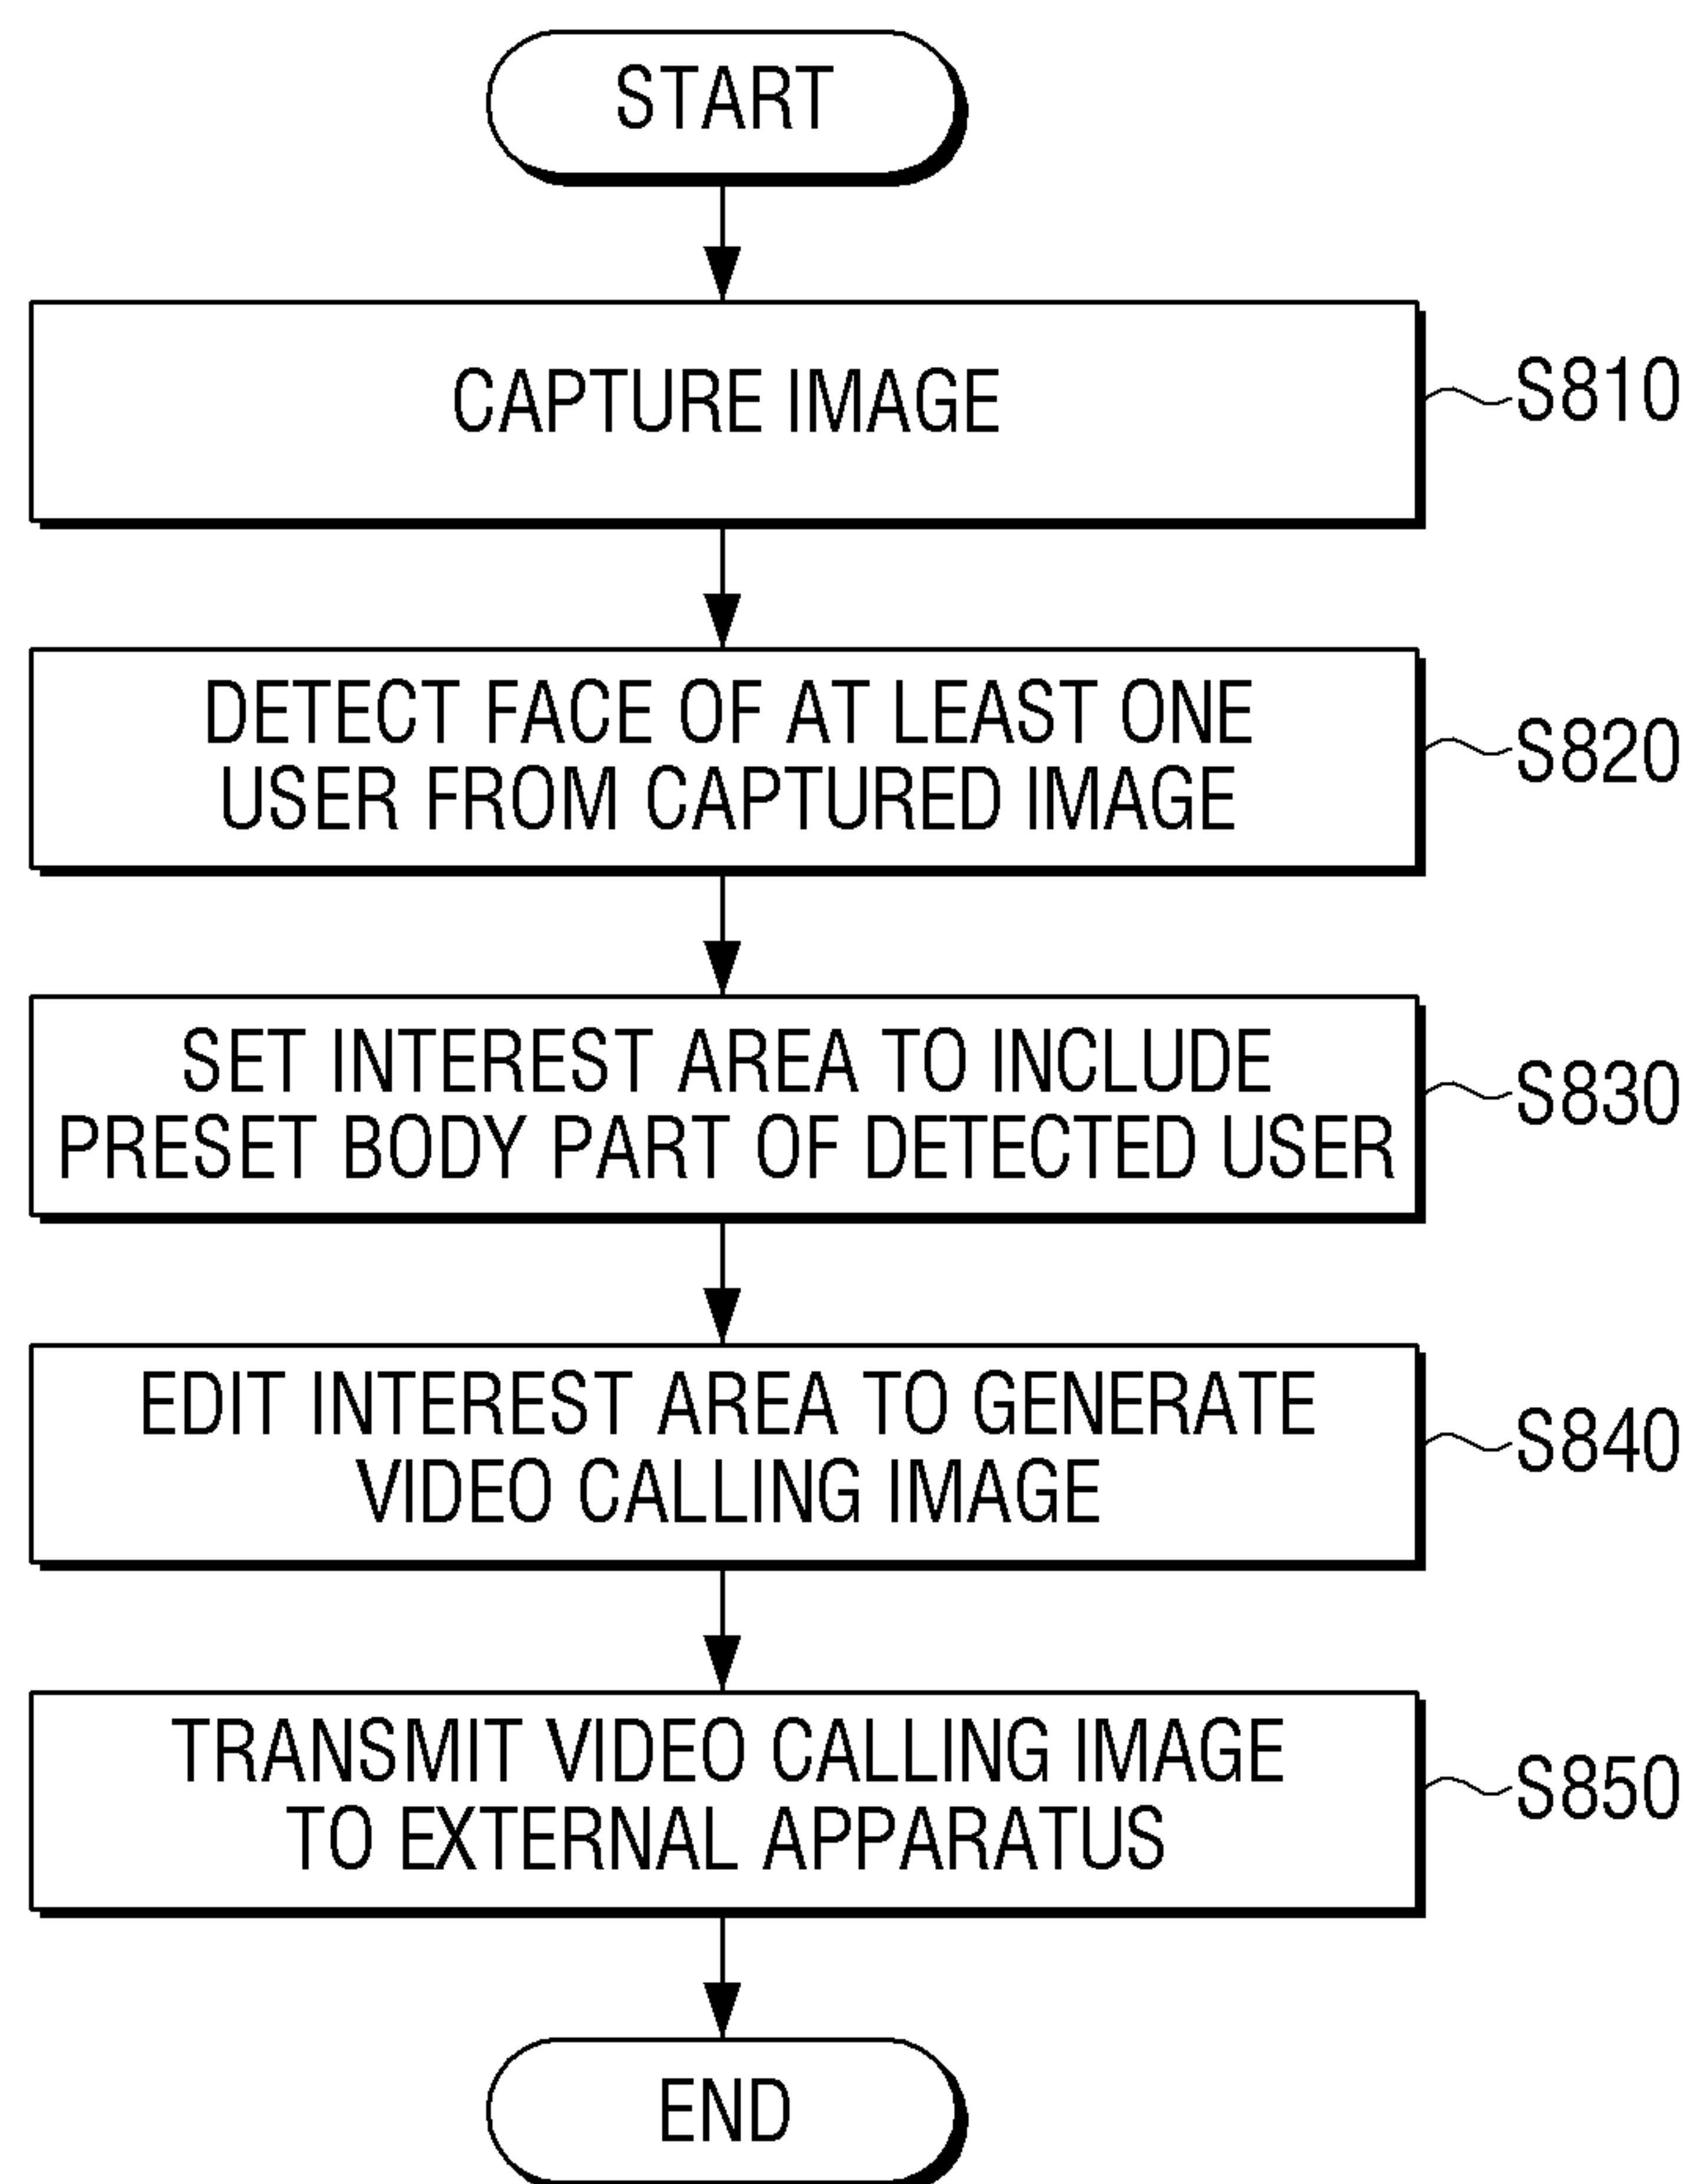 START
CAPTURE IMAGE
S810
DETECT FACE OF AT LEAST ONE
USER FROM CAPTURED IMAGE
S820
SET INTEREST AREA TO INCLUDE
PRESET BODY PART OF DETECTED USER
S830
EDIT INTEREST AREA TO GENERATE
VIDEO CALLING IMAGE
S840
TRANSMIT VIDEO CALLING IMAGE
TO EXTERNAL APPARATUS
S850
END